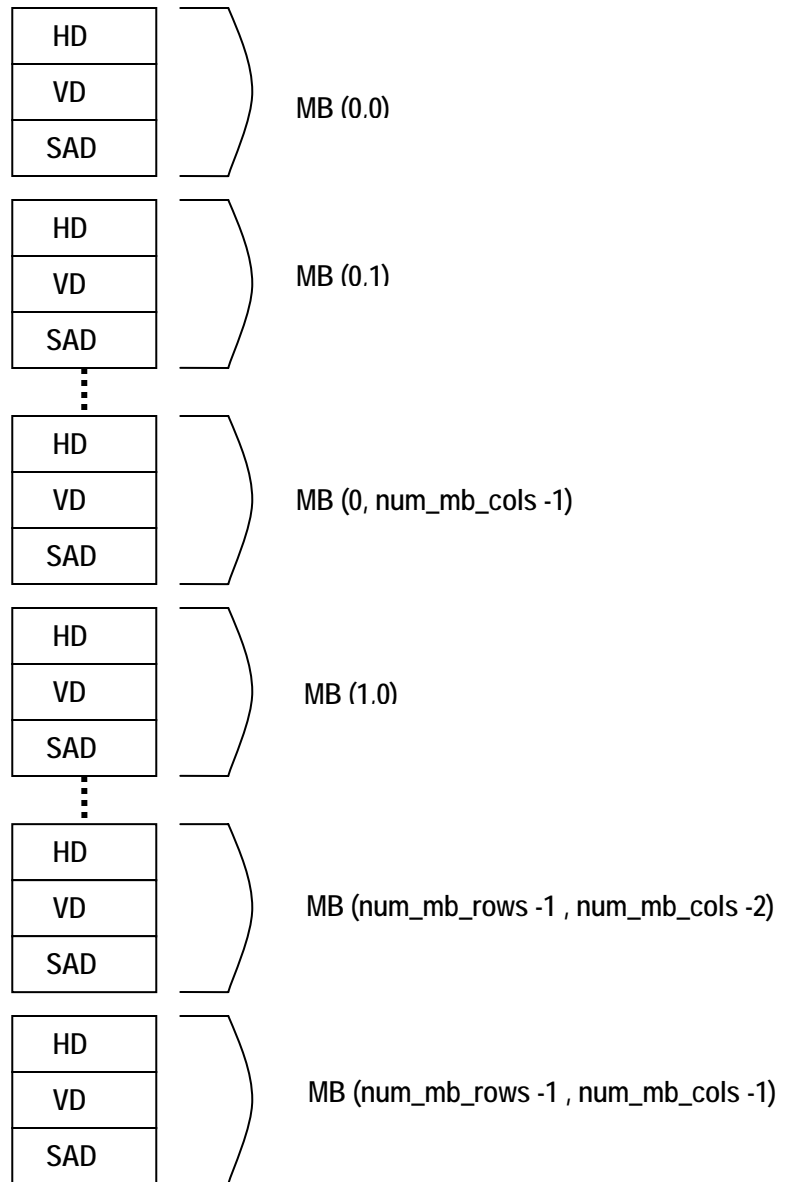 HD
VD
SAD
MB (0,0)
HD
VD
SAD
MB (0,1)
HD
VD
SAD
MB (0, num_mb_cols -1)
HD
VD
SAD
MB (1,0)
HD
VD
SAD
MB (num_mb_rows -1 , num_mb_cols -2)
HD
VD
SAD
MB (num_mb_rows -1 , num_mb_cols -1)